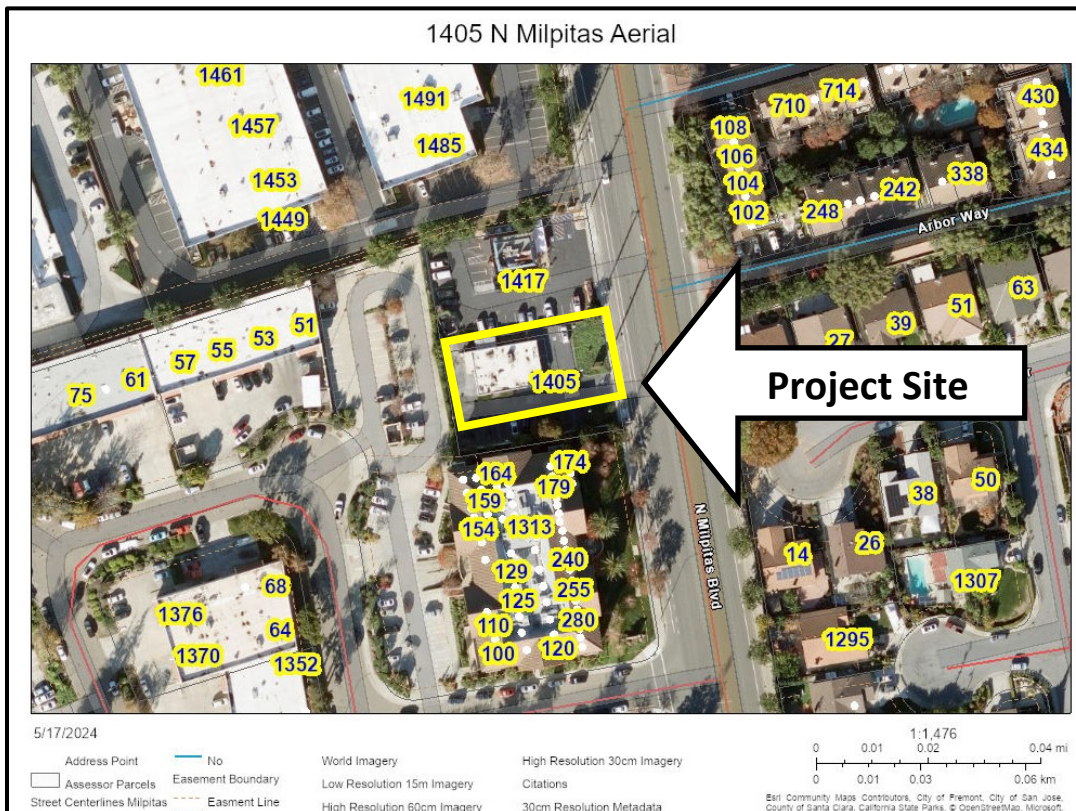 1405 N Milpitas Aerial
1461
1457
1453
1449
1491
1485
108
106
104
102
710
714
430
434
248
242
338
Arbor Way
1417
1405
27
39
51
63
Project Site
51
53
55
57
61
75
164
174
159
179
154
1313
129
240
125
255
110
280
100
120
N Milpitas Blvd
38
50
14
26
1307
1295
1376
68
64
1370
1352
5/17/2024
Address Point
Assessor Parcels
Street Centerlines Milpitas
No
Easement Boundary
Easment Line
World Imagery
Low Resolution 15m Imagery
High Resolution 60cm Imagery
High Resolution 30cm Imagery
Citations
30cm Resolution Metadata
1:1,476
0 0.01 0.02 0.04 mi
0 0.01 0.03 0.06 km
Esri Community Maps Contributors, City of Fremont, City of San Jose,
County of Santa Clara, California State Parks, © OpenStreetMap, Microsoft,